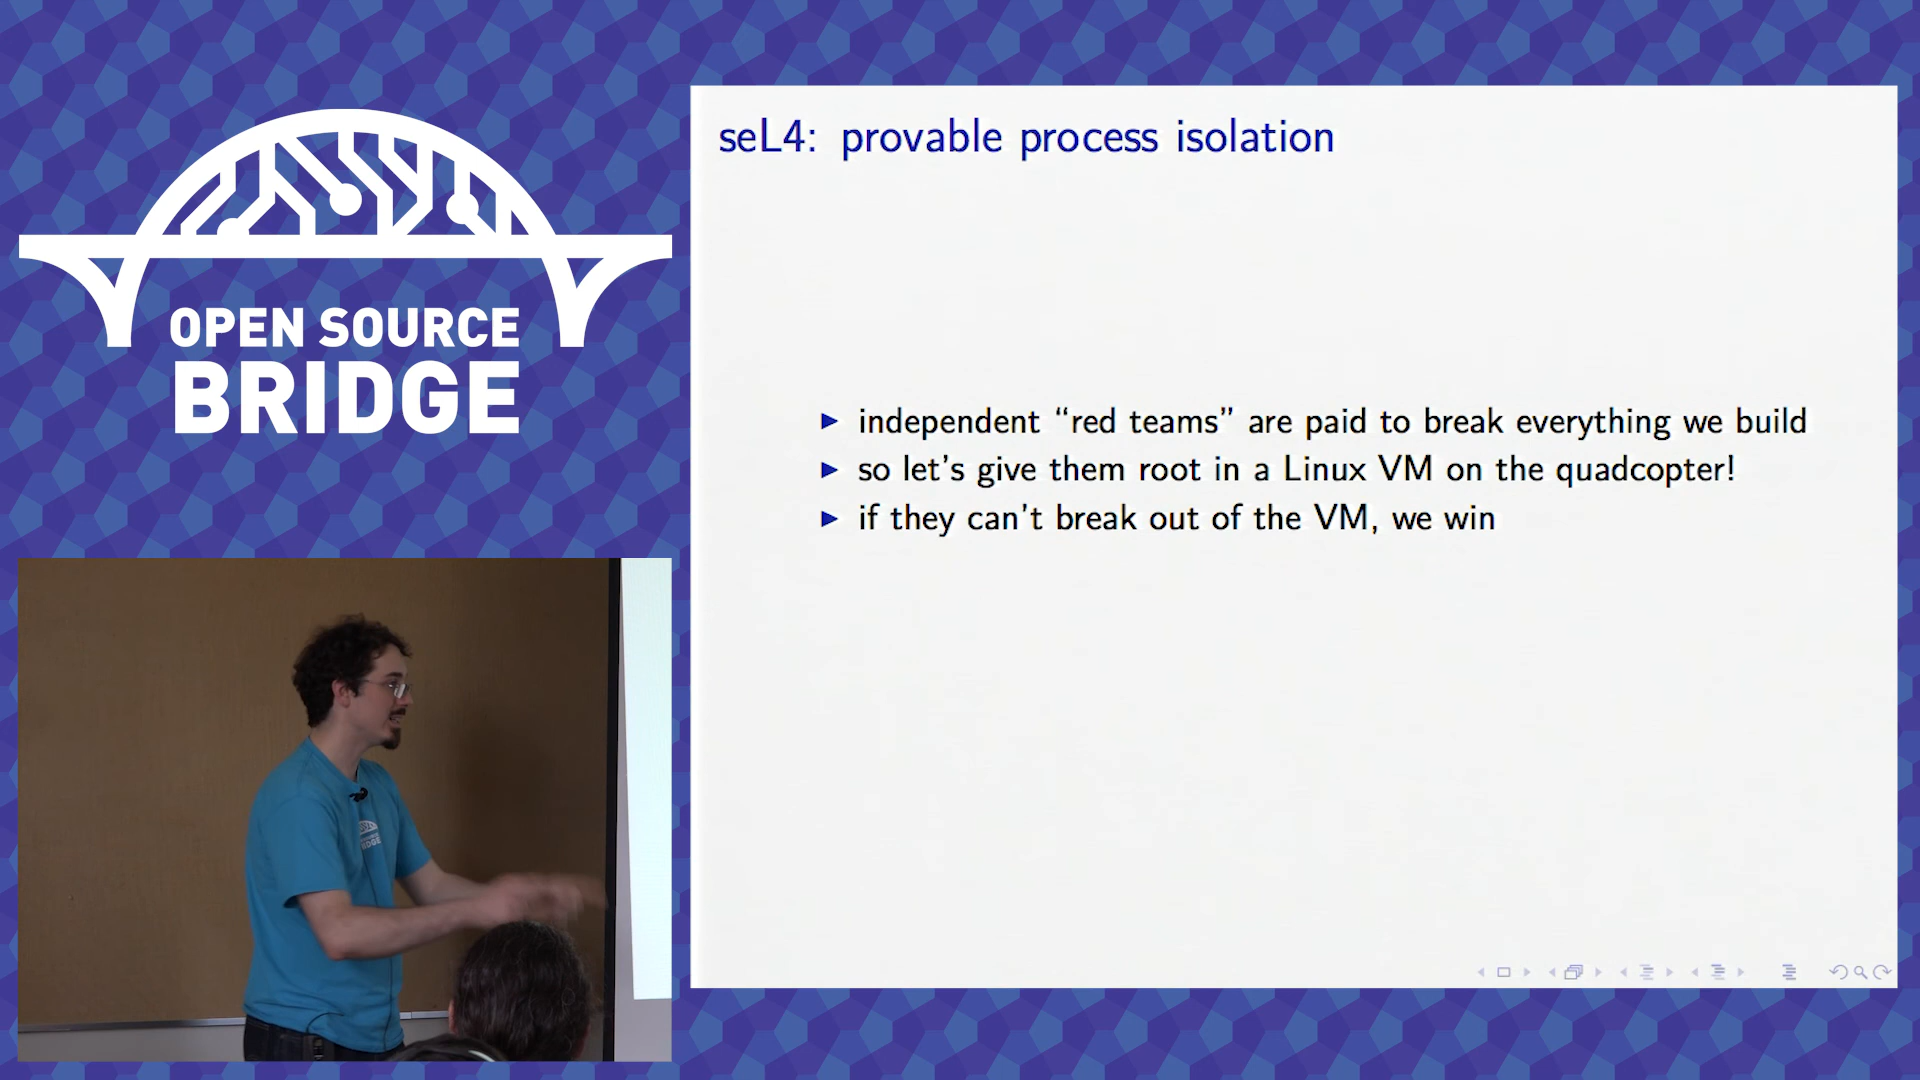 OPEN SOURCE
BRIDGE
seL4: provable process isolation
independent “red teams” are paid to break everything we build
so let’s give them root in a Linux VM on the quadcopter!
if they can’t break out of the VM, we win